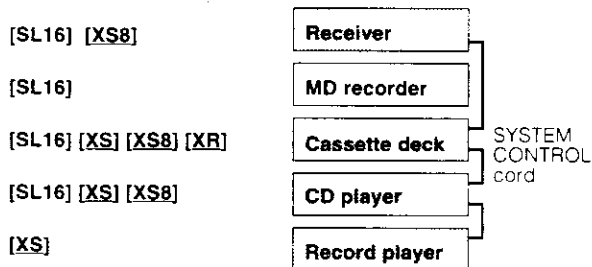 [SL16] [XS8] Receiver
[SL16] MD recorder
[SL16] [XS] [XS8] [XR] Cassette deck
SYSTEM
CONTROL
cord
[SL16] [XS] [XS8] CD player
[XS] Record player